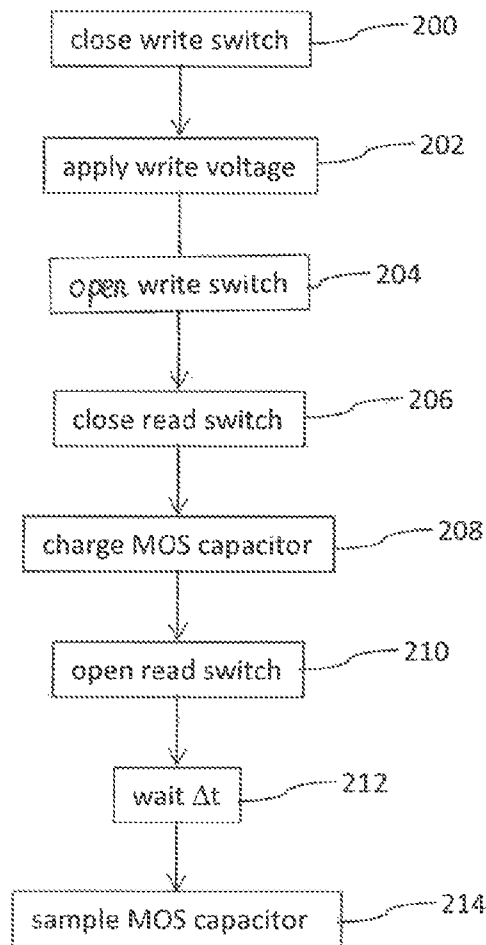 close write switch 200
apply write voltage 202
open write switch 204
close read switch 206
charge MOS capacitor 208
open read switch 210
wait Δt 212
sample MOS capacitor 214